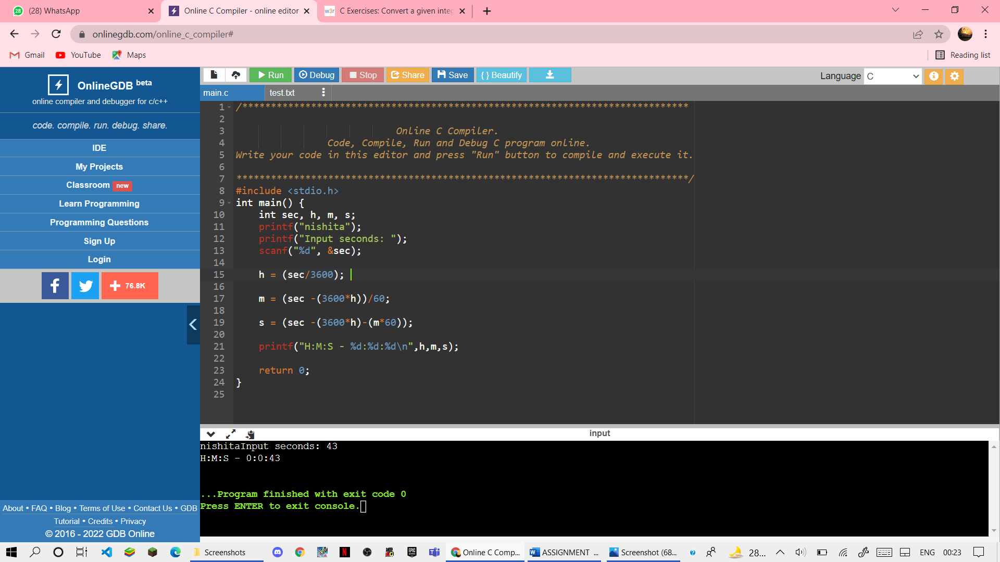 (28) WhatsApp
Online C Compiler - online editor
w3r C Exercises: Convert a given inte
onlinegdb.com/online_c_compiler#
Gmail YouTube Maps Reading list
OnlineGDB beta
online compiler and debugger for c/c++
code. compile. run. debug. share.
IDE
My Projects
Classroom new
Learn Programming
Programming Questions
Sign Up
Login
76.8K
About • FAQ • Blog • Terms of Use • Contact Us • GDB
Tutorial • Credits • Privacy
© 2016 - 2022 GDB Online
Run Debug Stop Share Save { } Beautify Language C
main.c test.txt
1 /******************************************************************************
2
3 Online C Compiler.
4 Code, Compile, Run and Debug C program online.
5 Write your code in this editor and press "Run" button to compile and execute it.
6
7 *******************************************************************************/
8 #include <stdio.h>
9 int main() {
10 int sec, h, m, s;
11 printf("nishita");
12 printf("Input seconds: ");
13 scanf("%d", &sec);
14
15 h = (sec/3600);
16
17 m = (sec -(3600*h))/60;
18
19 s = (sec -(3600*h)-(m*60));
20
21 printf("H:M:S - %d:%d:%d\n",h,m,s);
22
23 return 0;
24 }
25
input
nishitaInput seconds: 43
H:M:S - 0:0:43
...Program finished with exit code 0
Press ENTER to exit console.
Screenshots Online C Comp... ASSIGNMENT ... Screenshot (68... 28... ENG 00:23